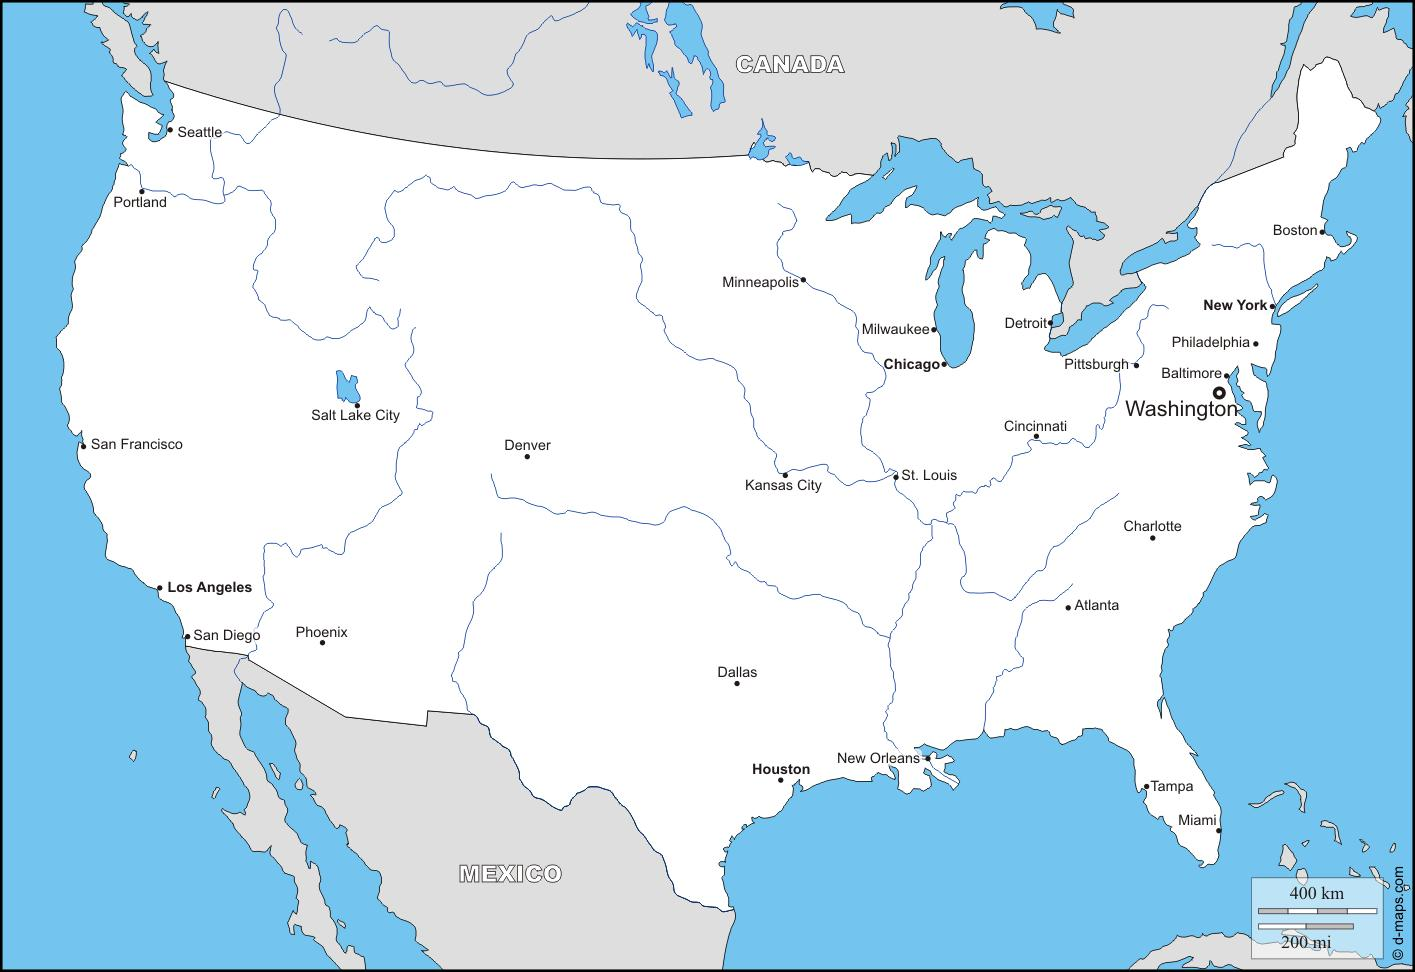 CANADA
Seattle
Portland
Boston
Minneapolis
New York
Milwaukee
Detroit
Philadelphia
Chicago
Pittsburgh
Baltimore
Washington
Salt Lake City
Cincinnati
San Francisco
Denver
St. Louis
Kansas City
Charlotte
Los Angeles
Atlanta
Phoenix
San Diego
Dallas
New Orleans
Houston
Tampa
Miami
MEXICO
400 km
200 mi
© d-maps.com